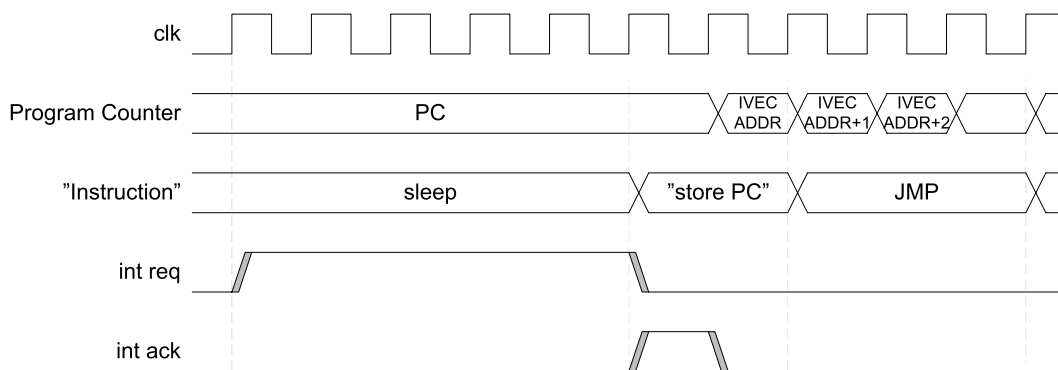 clk
Program Counter
PC
IVEC
ADDR
IVEC
ADDR+1
IVEC
ADDR+2
”Instruction”
sleep
”store PC”
JMP
int req
int ack